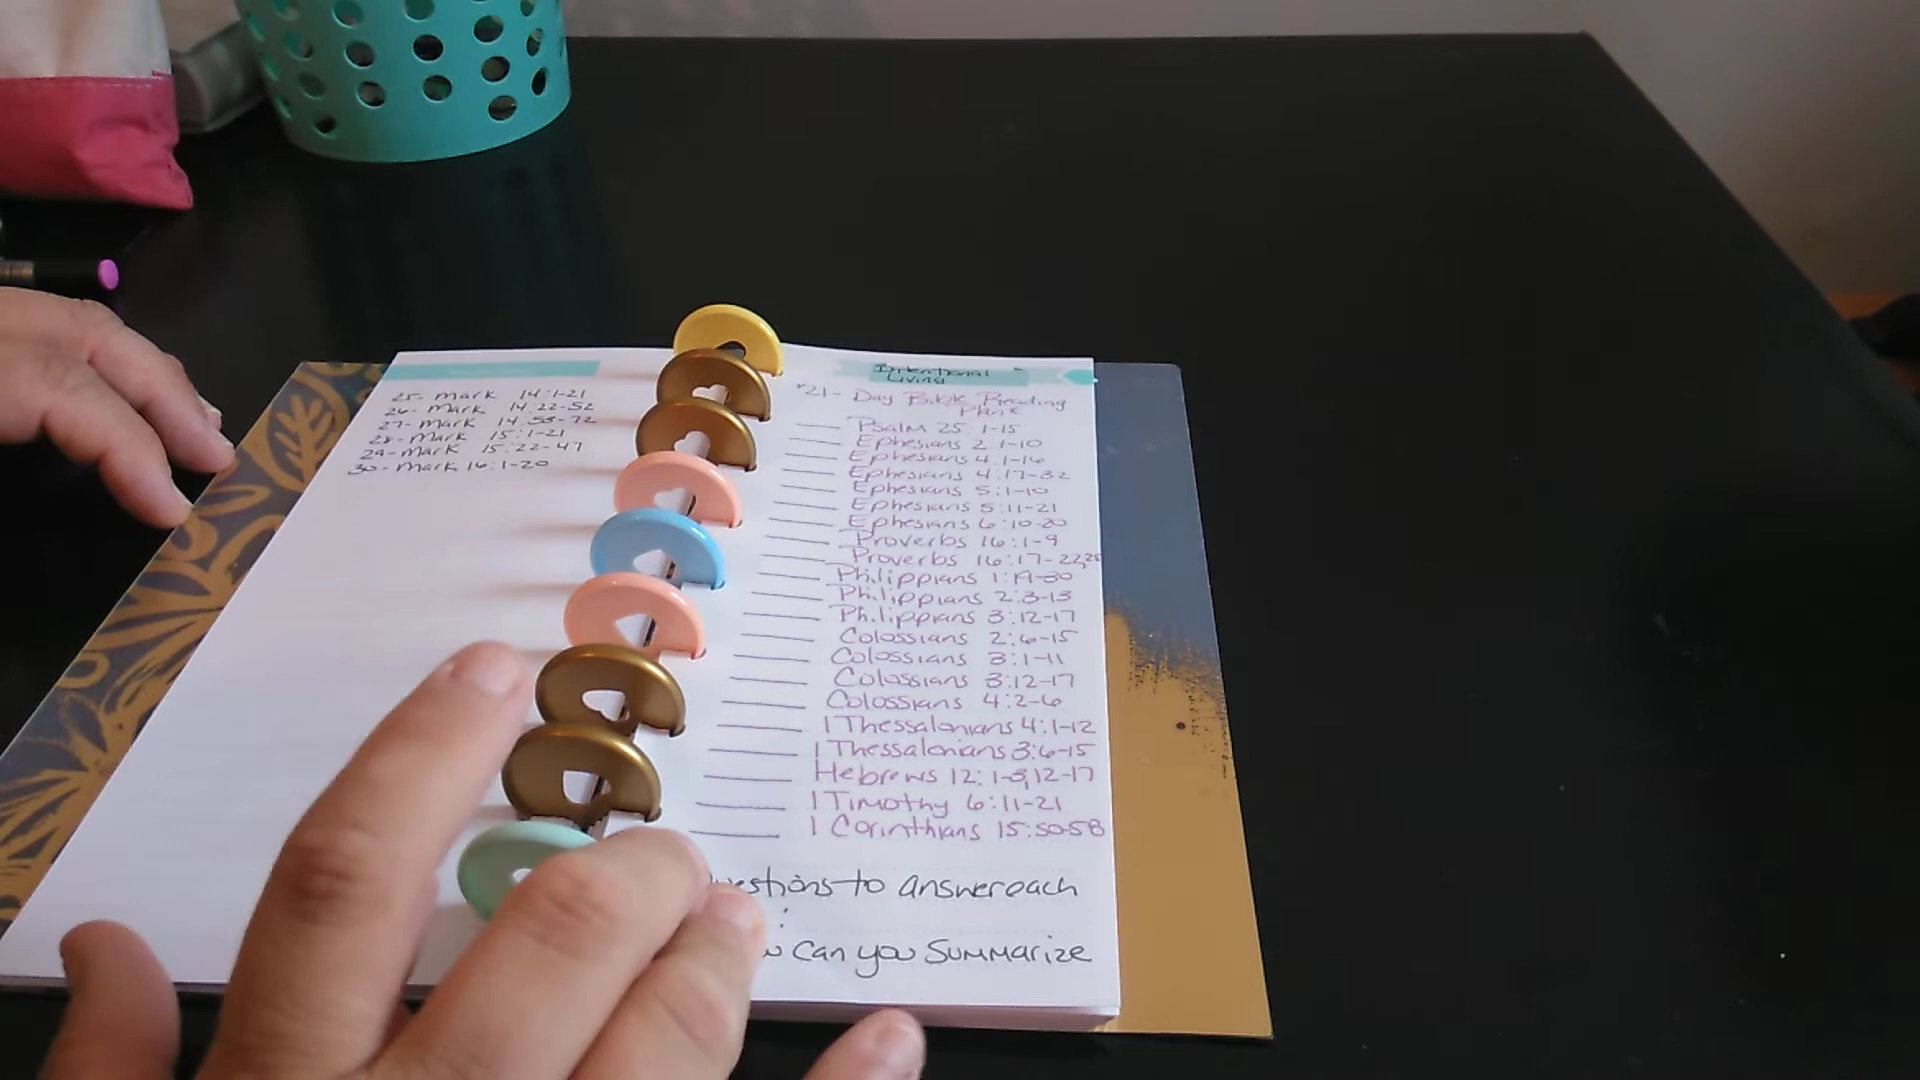 25- Mark 14:1-21
26- Mark 14:22-52
27- Mark 14:53-72
28- Mark 15:1-21
29- Mark 15:22-47
30- Mark 16:1-20
Intentional
Living
*21- Day Bible Reading
Plan*
Psalm 25:1-15
Ephesians 2:1-10
Ephesians 4:1-16
Ephesians 4:17-32
Ephesians 5:1-10
Ephesians 5:11-21
Ephesians 6:10-20
Proverbs 16:1-9
Proverbs 16:17-22,25
Philippians 1:19-30
Philippians 2:3-13
Philippians 3:12-17
Colossians 2:6-15
Colossians 3:1-11
Colossians 3:12-17
Colossians 4:2-6
1 Thessalonians 4:1-12
1 Thessalonians 3:6-15
Hebrews 12:1-3,12-17
1 Timothy 6:11-21
1 Corinthians 15:50-58
to answer each
can you Summarize